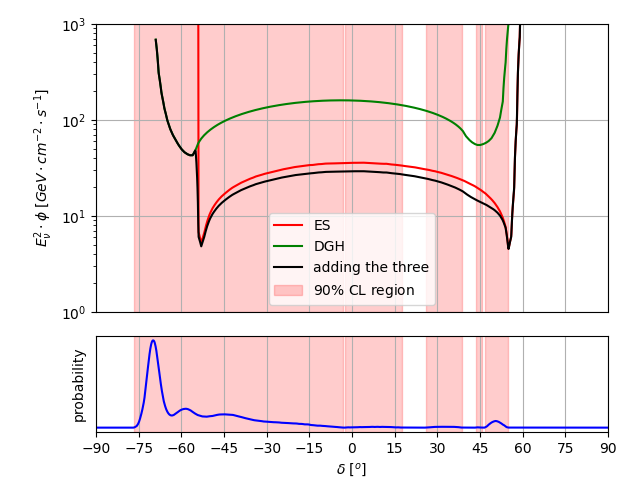 10³
10²
10¹
10⁰
E²ᵥ · ϕ [GeV · cm⁻² · s⁻¹]
ES
DGH
adding the three
90% CL region
probability
−90 −75 −60 −45 −30 −15 0 15 30 45 60 75 90
δ [°]